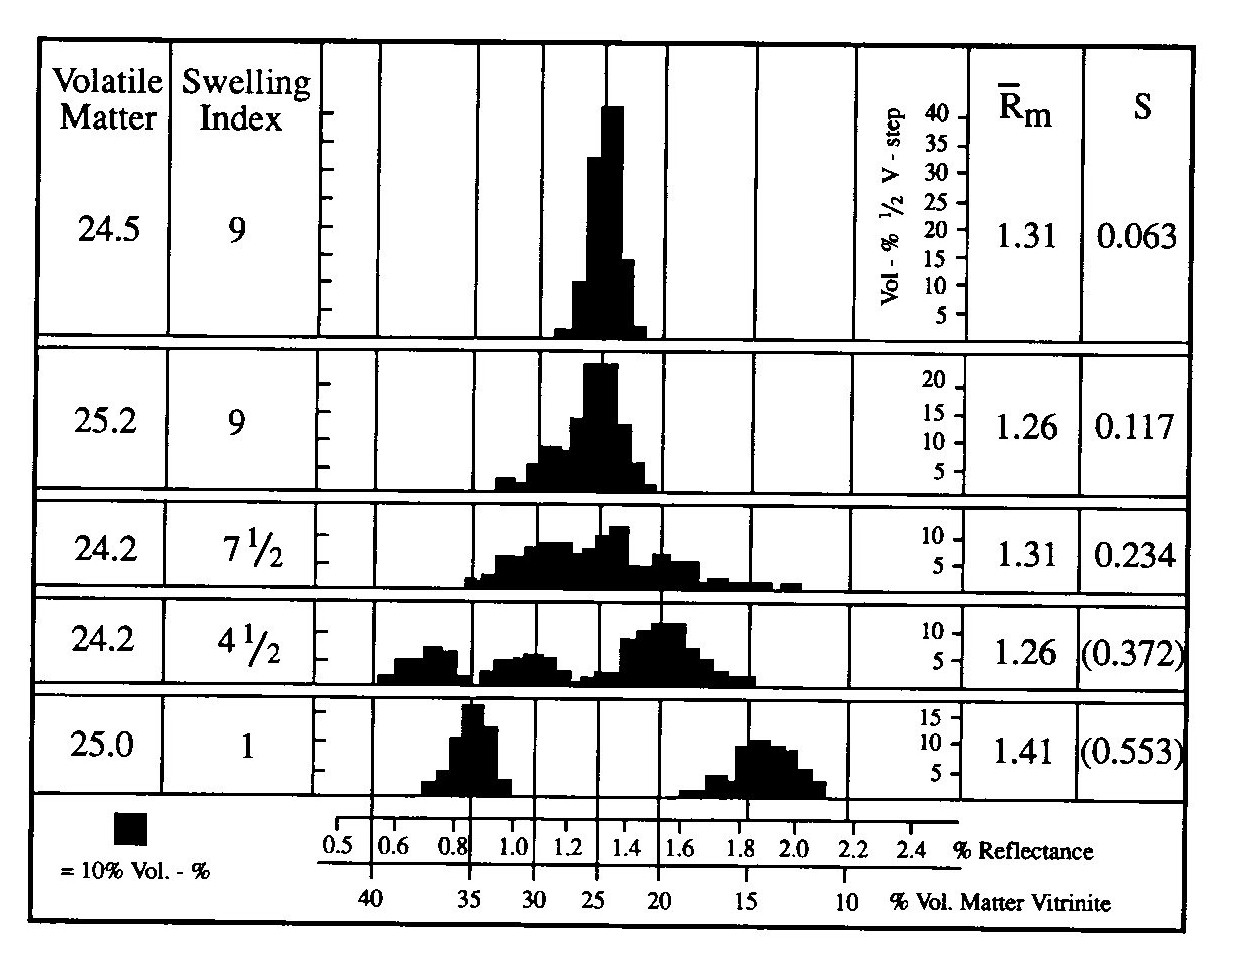 Volatile Matter
Swelling Index
Vol - % 1/2 V - step
R̅m
S
40
35
30
25
20
15
10
5
24.5 9 1.31 0.063
20
15
10
5
25.2 9 1.26 0.117
10
5
24.2 7 1/2 1.31 0.234
10
5
24.2 4 1/2 1.26 (0.372)
15
10
5
25.0 1 1.41 (0.553)
= 10% Vol. - %
0.5 0.6 0.8 1.0 1.2 1.4 1.6 1.8 2.0 2.2 2.4 % Reflectance
40 35 30 25 20 15 10 % Vol. Matter Vitrinite